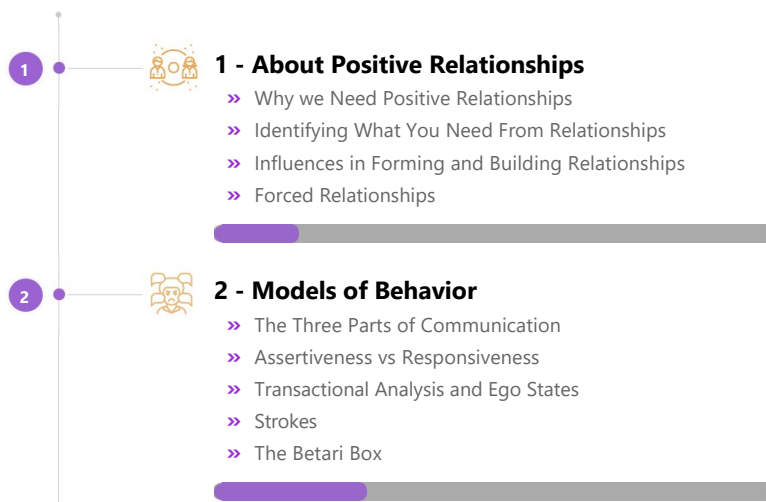 1
1 - About Positive Relationships
» Why we Need Positive Relationships
» Identifying What You Need From Relationships
» Influences in Forming and Building Relationships
» Forced Relationships
2
2 - Models of Behavior
» The Three Parts of Communication
» Assertiveness vs Responsiveness
» Transactional Analysis and Ego States
» Strokes
» The Betari Box